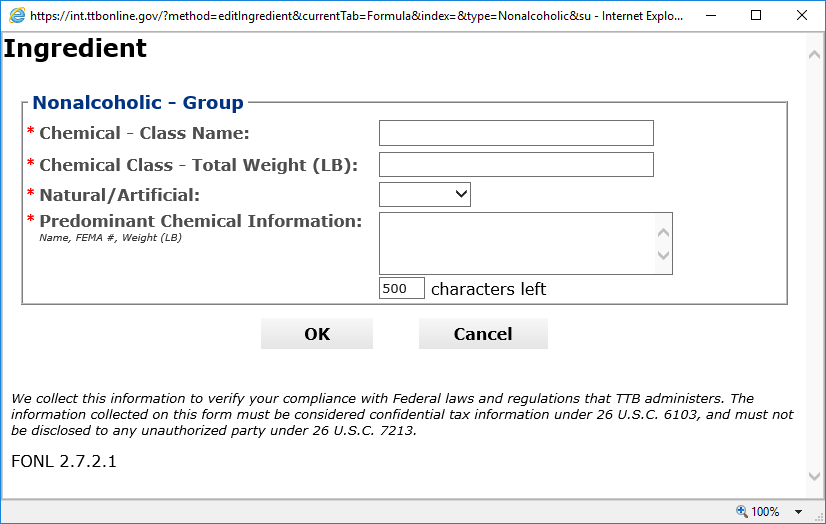 https://int.ttbonline.gov/?method=editIngredient&currentTab=Formula&index=&type=Nonalcoholic&su - Internet Explo...
Ingredient
Nonalcoholic - Group
* Chemical - Class Name:
* Chemical Class - Total Weight (LB):
* Natural/Artificial:
* Predominant Chemical Information:
Name, FEMA #, Weight (LB)
500 characters left
OK Cancel
We collect this information to verify your compliance with Federal laws and regulations that TTB administers. The
information collected on this form must be considered confidential tax information under 26 U.S.C. 6103, and must not
be disclosed to any unauthorized party under 26 U.S.C. 7213.
FONL 2.7.2.1
100%